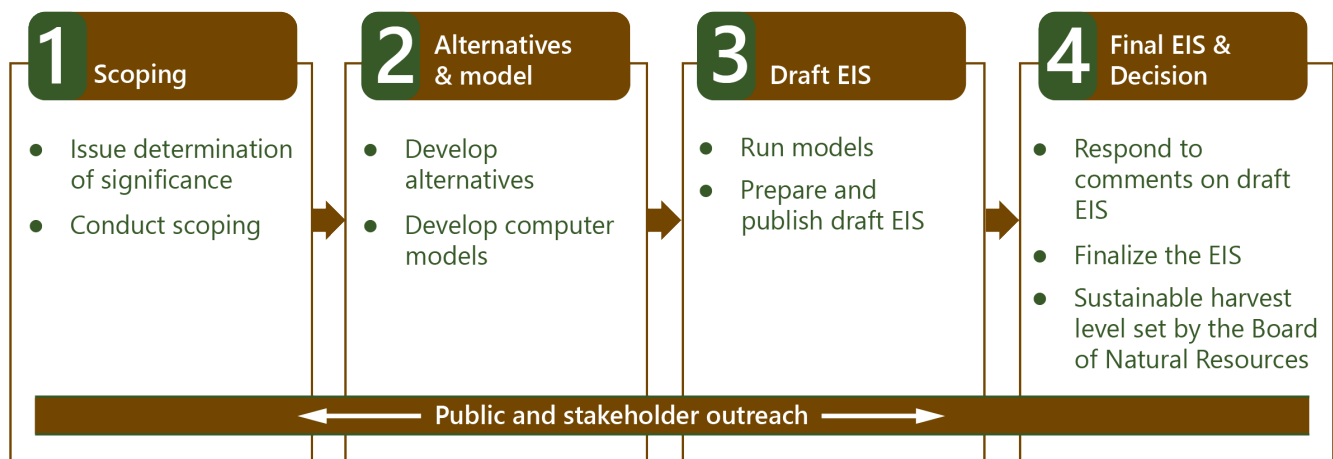 1
Scoping
● Issue determination
of significance
● Conduct scoping
2
Alternatives
& model
● Develop
alternatives
● Develop computer
models
3
Draft EIS
● Run models
● Prepare and
publish draft EIS
4
Final EIS &
Decision
● Respond to
comments on draft
EIS
● Finalize the EIS
● Sustainable harvest
level set by the Board
of Natural Resources
Public and stakeholder outreach